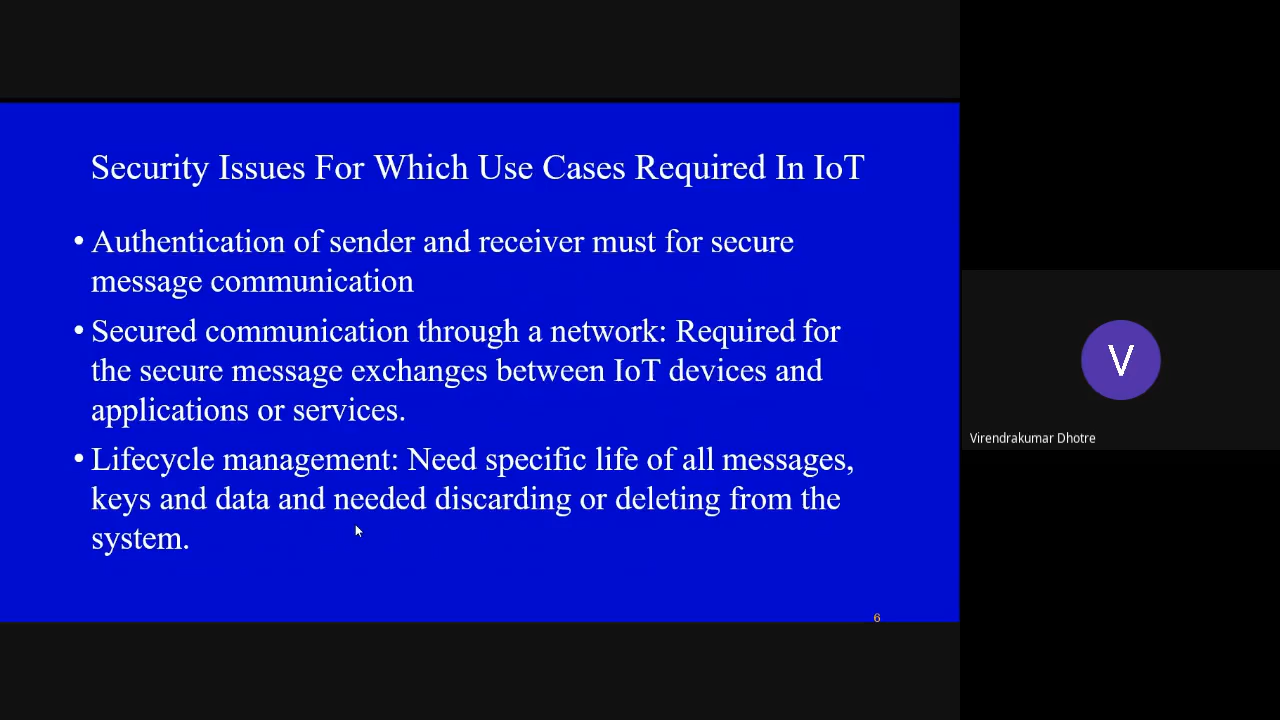 Security Issues For Which Use Cases Required In IoT
• Authentication of sender and receiver must for secure
message communication
• Secured communication through a network: Required for
the secure message exchanges between IoT devices and
applications or services.
• Lifecycle management: Need specific life of all messages,
keys and data and needed discarding or deleting from the
system.
6
V
Virendrakumar Dhotre